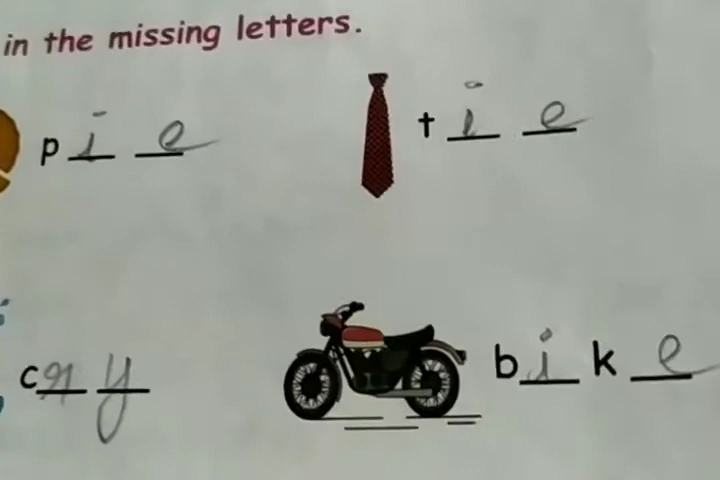 in the missing letters.
p i e
t i e
c r y
b i k e